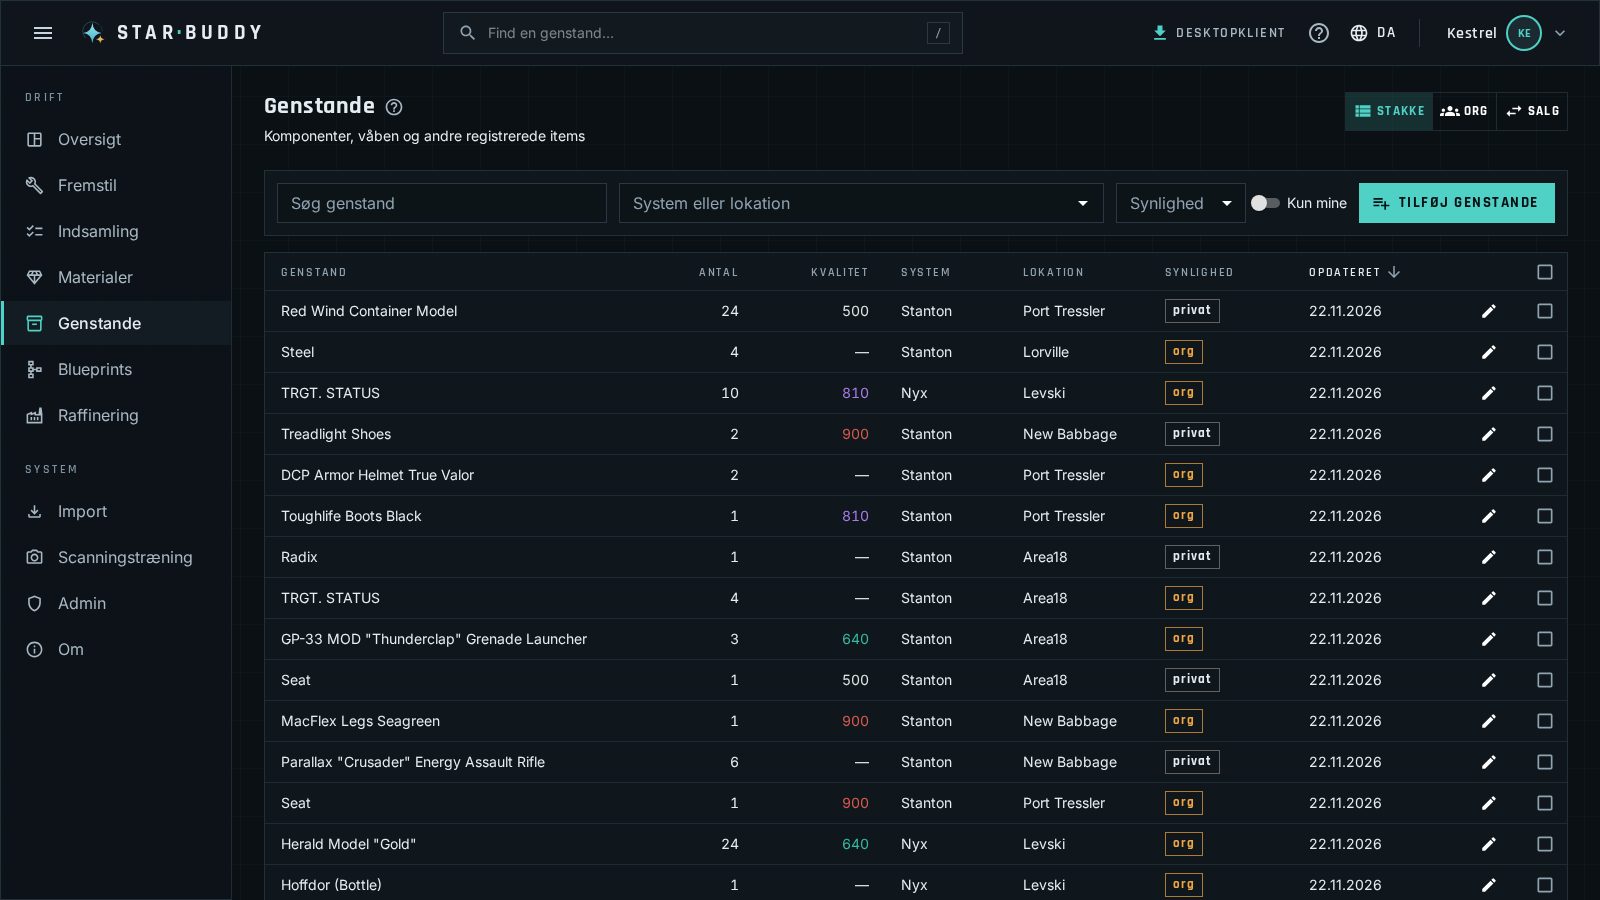 STAR·BUDDY
Find en genstand...
/
DESKTOPKLIENT
DA
Kestrel
KE
DRIFT
Oversigt
Fremstil
Indsamling
Materialer
Genstande
Blueprints
Raffinering
SYSTEM
Import
Scanningstræning
Admin
Om
Genstande
Komponenter, våben og andre registrerede items
STAKKE
ORG
SALG
Søg genstand
System eller lokation
Synlighed
Kun mine
TILFØJ GENSTANDE
GENSTAND ANTAL KVALITET SYSTEM LOKATION SYNLIGHED OPDATERET
Red Wind Container Model 24 500 Stanton Port Tressler privat 22.11.2026
Steel 4 — Stanton Lorville org 22.11.2026
TRGT. STATUS 10 810 Nyx Levski org 22.11.2026
Treadlight Shoes 2 900 Stanton New Babbage privat 22.11.2026
DCP Armor Helmet True Valor 2 — Stanton Port Tressler org 22.11.2026
Toughlife Boots Black 1 810 Stanton Port Tressler org 22.11.2026
Radix 1 — Stanton Area18 privat 22.11.2026
TRGT. STATUS 4 — Stanton Area18 org 22.11.2026
GP-33 MOD "Thunderclap" Grenade Launcher 3 640 Stanton Area18 org 22.11.2026
Seat 1 500 Stanton Area18 privat 22.11.2026
MacFlex Legs Seagreen 1 900 Stanton New Babbage org 22.11.2026
Parallax "Crusader" Energy Assault Rifle 6 — Stanton New Babbage privat 22.11.2026
Seat 1 900 Stanton Port Tressler org 22.11.2026
Herald Model "Gold" 24 640 Nyx Levski org 22.11.2026
Hoffdor (Bottle) 1 — Nyx Levski org 22.11.2026